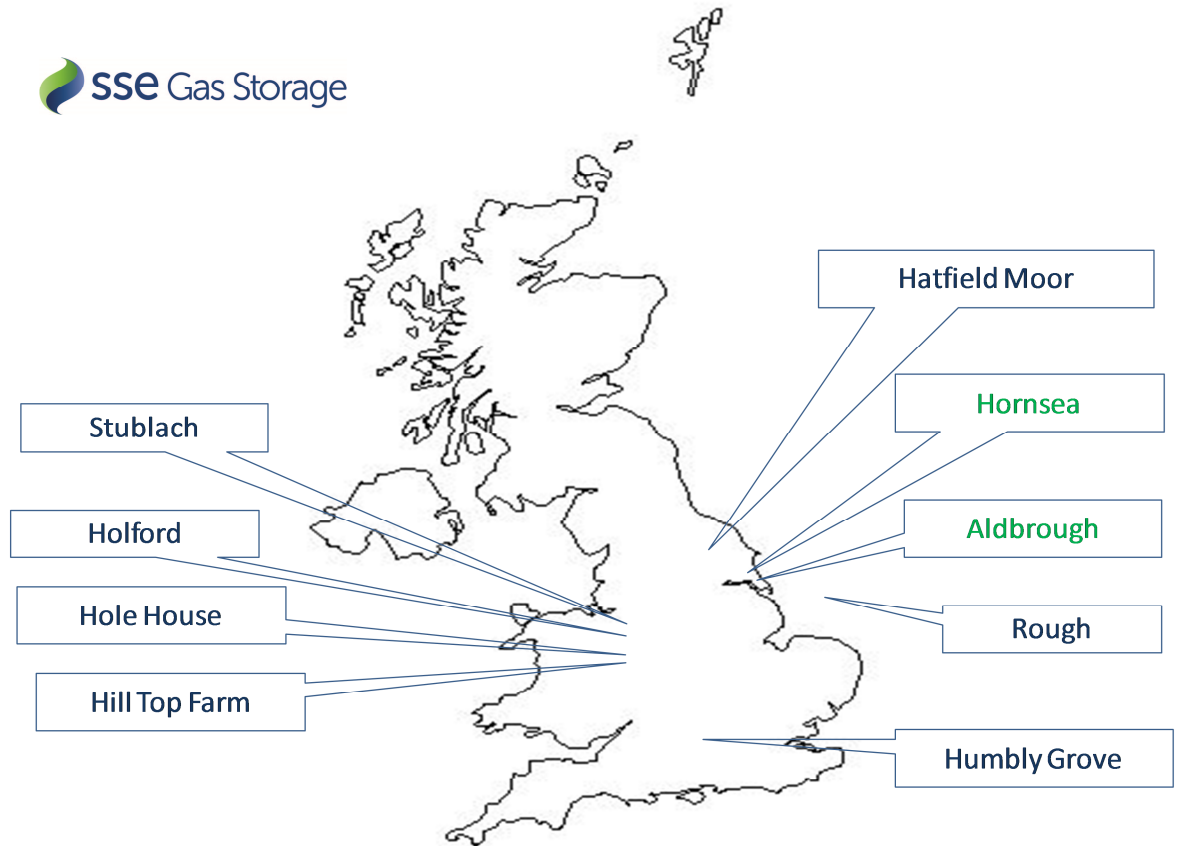 sse Gas Storage
Hatfield Moor
Hornsea
Stublach
Aldbrough
Holford
Hole House
Rough
Hill Top Farm
Humbly Grove